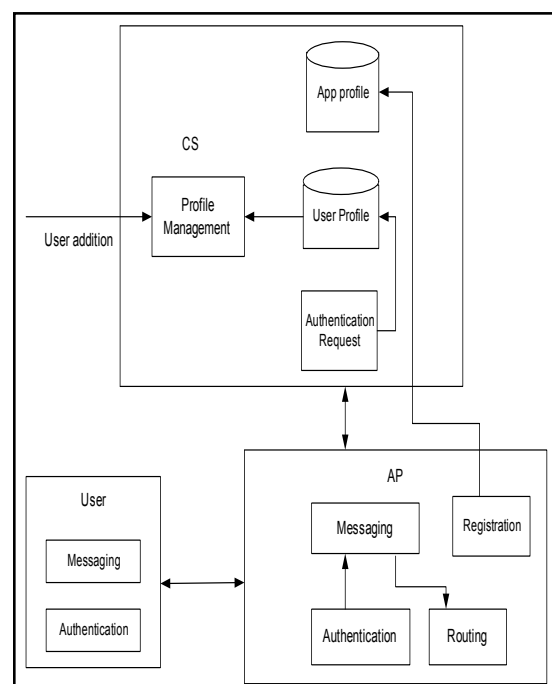 App profile
CS
Profile
Management
User Profile
User addition
Authentication
Request
AP
User
Messaging
Registration
Messaging
Authentication
Authentication
Routing